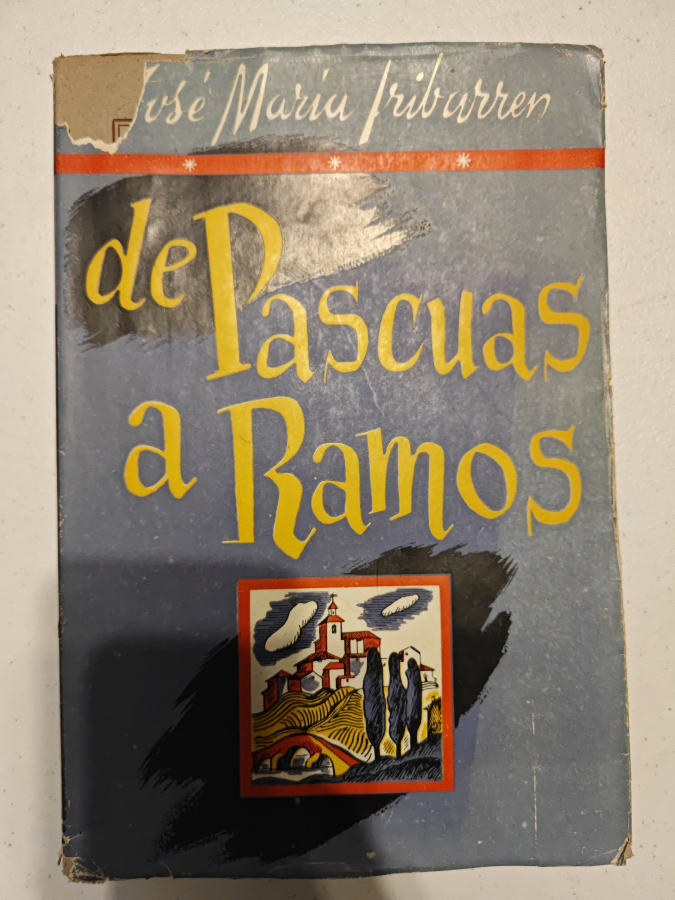 José María Iribarren
de Pascuas
a Ramos